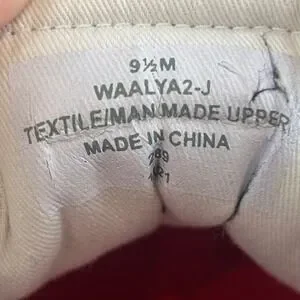 9½M
WAALYA2-J
TEXTILE/MAN MADE UPPER
MADE IN CHINA